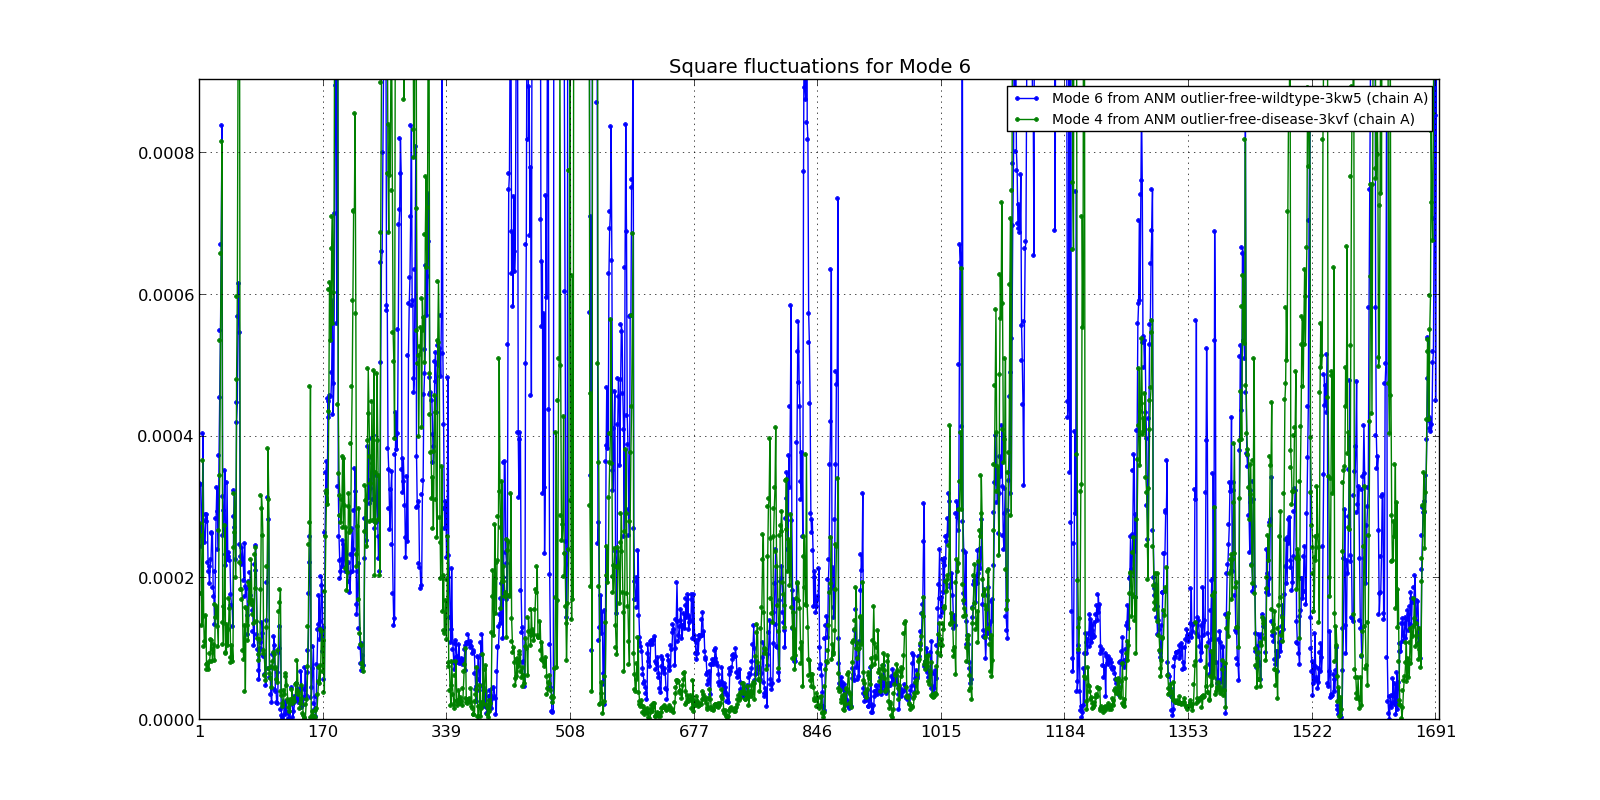 Square fluctuations for Mode 6
Mode 6 from ANM outlier-free-wildtype-3kw5 (chain A)
Mode 4 from ANM outlier-free-disease-3kvf (chain A)
0.0008
0.0006
0.0004
0.0002
0.0000
1 170 339 508 677 846 1015 1184 1353 1522 1691